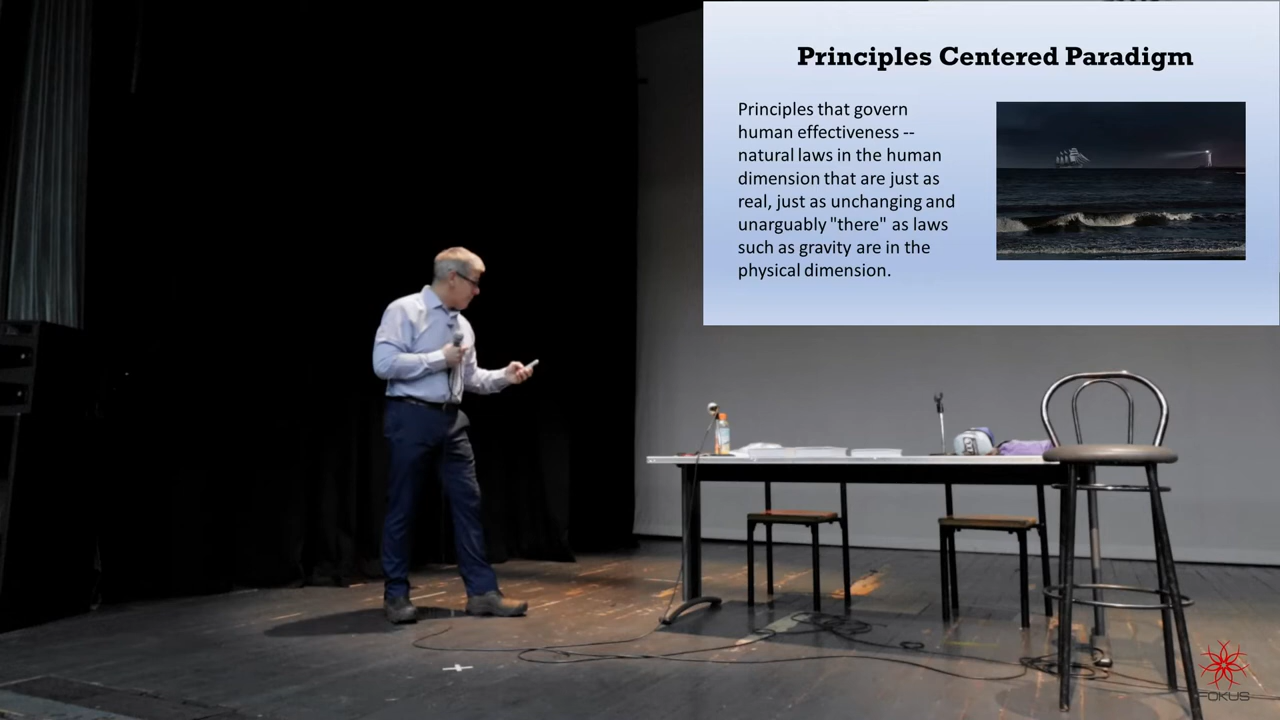 Principles Centered Paradigm
Principles that govern
human effectiveness --
natural laws in the human
dimension that are just as
real, just as unchanging and
unarguably "there" as laws
such as gravity are in the
physical dimension.
FOKUS